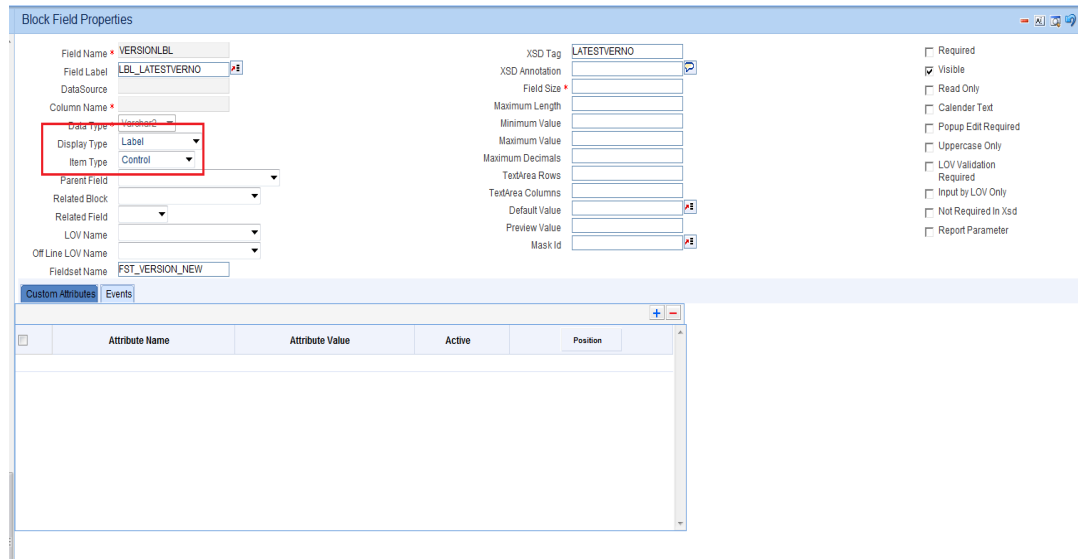 Block Field Properties
Field Name * VERSIONLBL
Field Label LBL_LATESTVERNO
DataSource
Column Name *
Data Type * Varchar2
Display Type Label
Item Type Control
Parent Field
Related Block
Related Field
LOV Name
Off Line LOV Name
Fieldset Name FST_VERSION_NEW
XSD Tag LATESTVERNO
XSD Annotation
Field Size *
Maximum Length
Minimum Value
Maximum Value
Maximum Decimals
TextArea Rows
TextArea Columns
Default Value
Preview Value
Mask Id
Required
Visible
Read Only
Calender Text
Popup Edit Required
Uppercase Only
LOV Validation
Required
Input by LOV Only
Not Required In Xsd
Report Parameter
Custom Attributes Events
Attribute Name Attribute Value Active Position